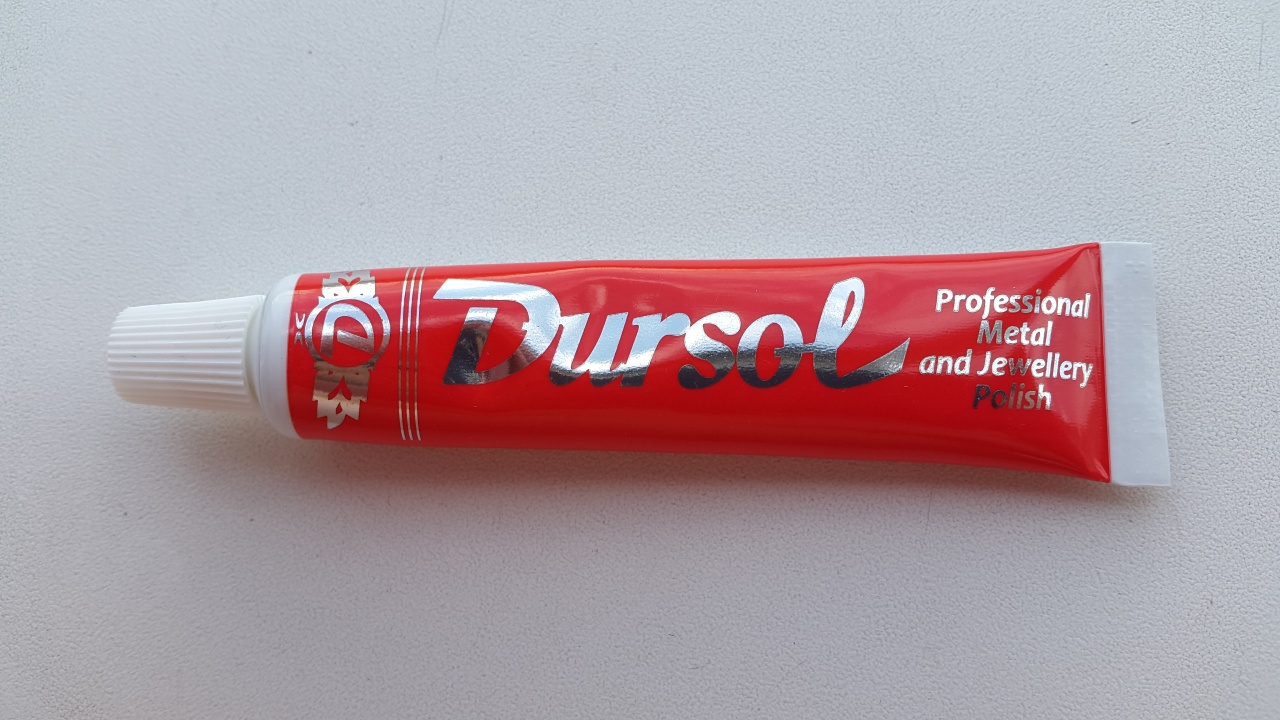 D
Dursol
Professional
Metal
and Jewellery
Polish